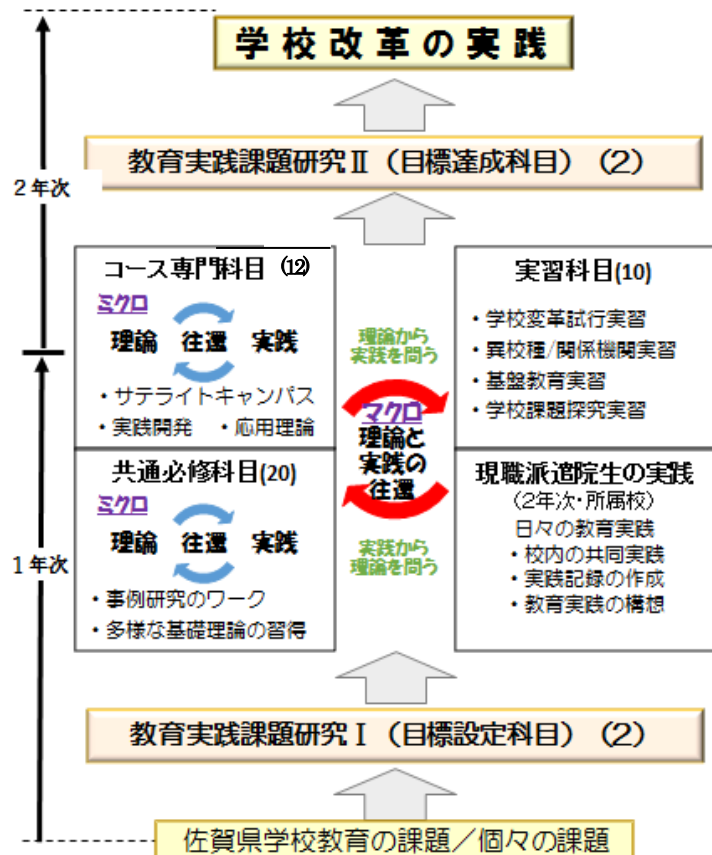 学校改革の実践
教育実践課題研究Ⅱ（目標達成科目）（2）
2年次
コース専門科目 (12)
ミクロ
理論 往還 実践
・サテライトキャンパス
・実践開発 ・応用理論
理論から
実践を問う
マクロ
理論と
実践の
往還
実践から
理論を問う
実習科目(10)
・学校変革試行実習
・異校種/関係機関実習
・基盤教育実習
・学校課題探究実習
共通必修科目(20)
ミクロ
理論 往還 実践
・事例研究のワーク
・多様な基礎理論の習得
現職派遣院生の実践
(2年次・所属校)
日々の教育実践
・校内の共同実践
・実践記録の作成
・教育実践の構想
1年次
教育実践課題研究Ⅰ（目標設定科目）（2）
佐賀県学校教育の課題／個々の課題